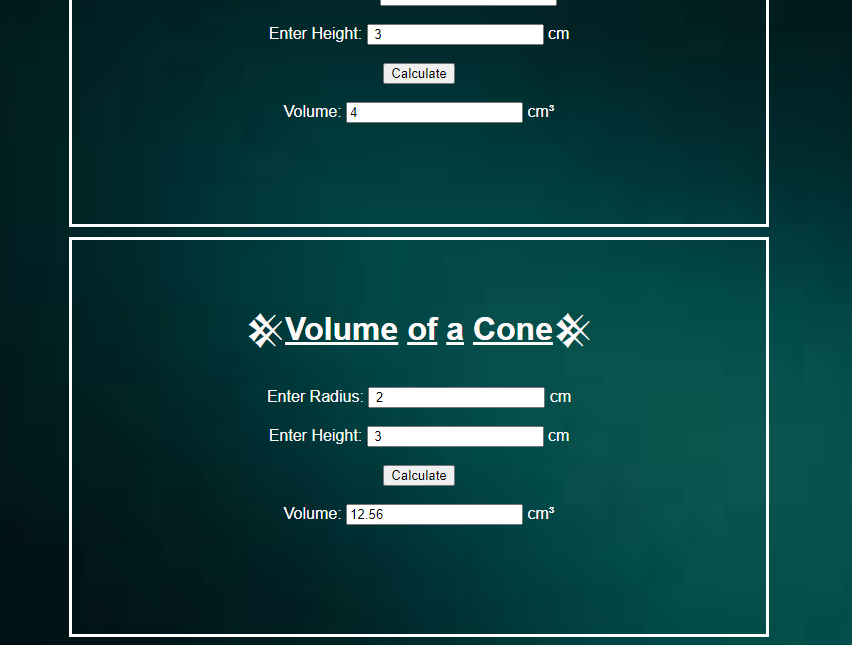 Enter Height: 3 cm
Calculate
Volume: 4 cm³
Volume of a Cone
Enter Radius: 2 cm
Enter Height: 3 cm
Calculate
Volume: 12.56 cm³